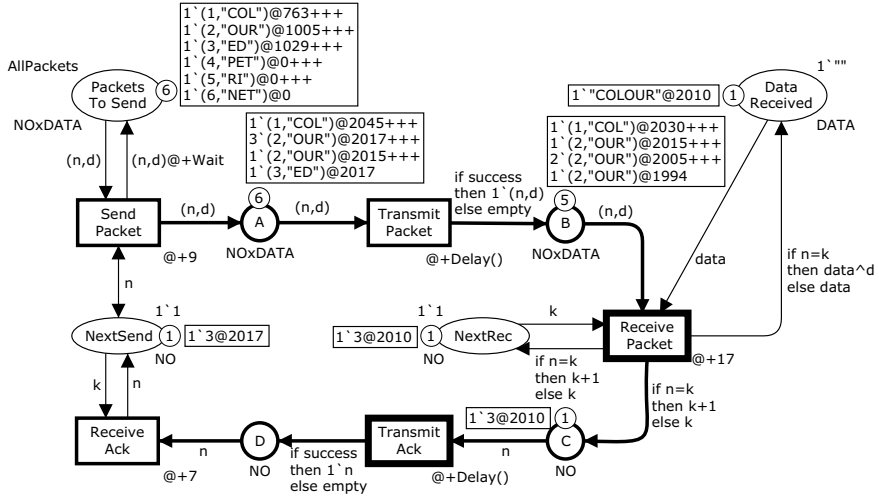 1`(1,"COL")@763+++
1`(2,"OUR")@1005+++
1`(3,"ED")@1029+++
1`(4,"PET")@0+++
1`(5,"RI")@0+++
1`(6,"NET")@0
AllPackets
Packets
To Send
6
NOxDATA
1`""
1`"COLOUR"@2010
1
Data
Received
DATA
1`(1,"COL")@2045+++
3`(2,"OUR")@2017+++
1`(2,"OUR")@2015+++
1`(3,"ED")@2017
1`(1,"COL")@2030+++
1`(2,"OUR")@2015+++
2`(2,"OUR")@2005+++
1`(2,"OUR")@1994
(n,d)
(n,d)@+Wait
if success
then 1`(n,d)
else empty
Send
Packet
@+9
(n,d)
6
A
NOxDATA
(n,d)
Transmit
Packet
@+Delay()
5
B
NOxDATA
(n,d)
data
if n=k
then data^d
else data
n
1`1
NextSend
1
1`3@2017
NO
1`1
1`3@2010
1
NextRec
NO
k
if n=k
then k+1
else k
Receive
Packet
@+17
k
n
if n=k
then k+1
else k
Receive
Ack
@+7
n
D
NO
if success
then 1`n
else empty
Transmit
Ack
@+Delay()
1`3@2010
1
n
C
NO